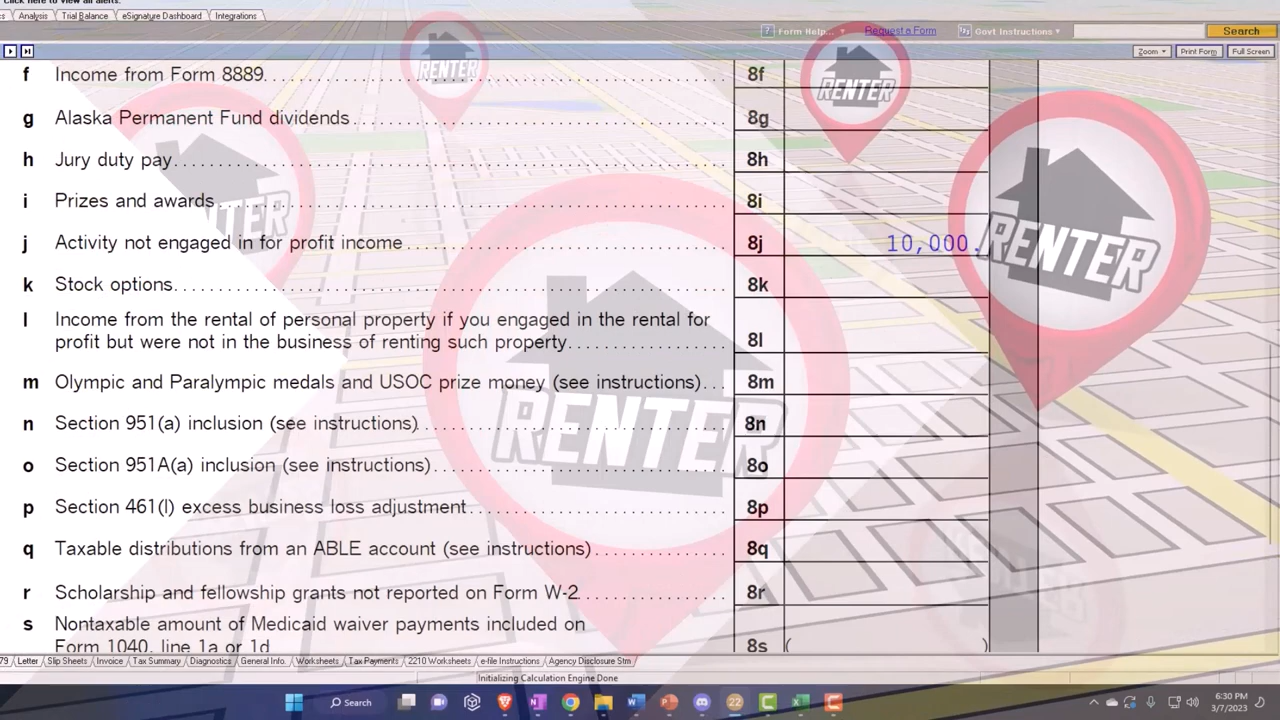 Click here to view all alerts.
Analysis Trial Balance eSignature Dashboard Integrations
? Form Help... Request a Form Govt Instructions Search
Zoom Print Form Full Screen
f Income from Form 8889 8f
RENTER
RENTER
g Alaska Permanent Fund dividends 8g
h Jury duty pay 8h
i Prizes and awards 8i
j Activity not engaged in for profit income 8j 10,000.
RENTER
k Stock options 8k
l Income from the rental of personal property if you engaged in the rental for
profit but were not in the business of renting such property 8l
m Olympic and Paralympic medals and USOC prize money (see instructions) 8m
n Section 951(a) inclusion (see instructions) 8n
RENTER
o Section 951A(a) inclusion (see instructions) 8o
p Section 461(l) excess business loss adjustment 8p
q Taxable distributions from an ABLE account (see instructions) 8q
r Scholarship and fellowship grants not reported on Form W-2 8r
s Nontaxable amount of Medicaid waiver payments included on
Form 1040, line 1a or 1d 8s ( )
79 Letter Slip Sheets Invoice Tax Summary Diagnostics General Info. Worksheets Tax Payments 2210 Worksheets e-file Instructions Agency Disclosure Stm
Initializing Calculation Engine Done
Search 22 6:30 PM
3/7/2023